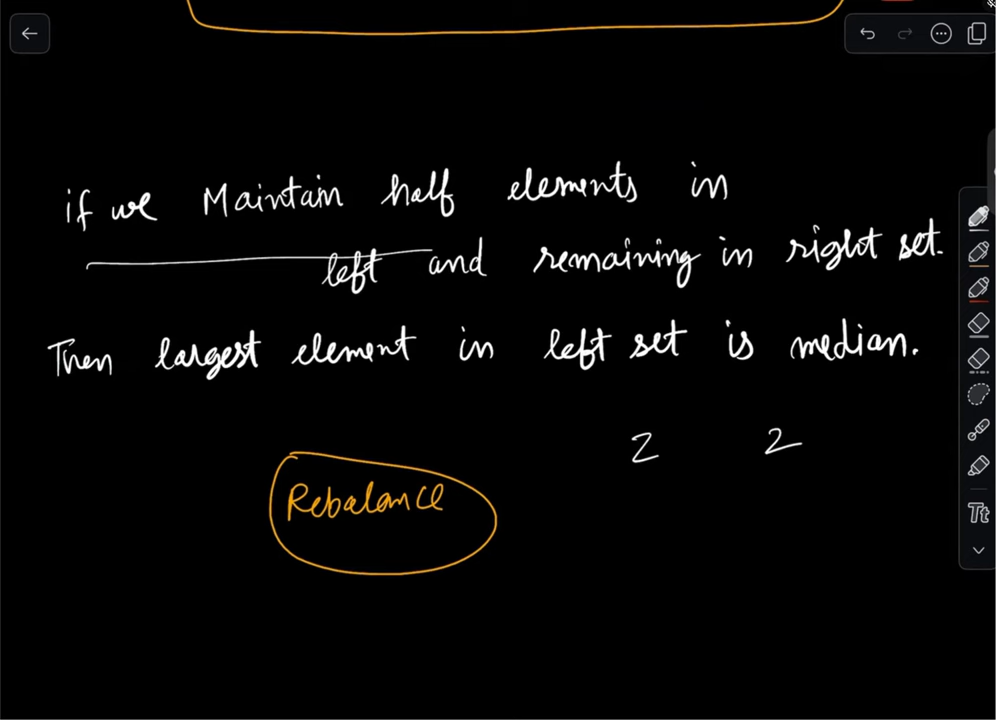 if we Maintain half elements in
left and remaining in right set.
Then largest element in left set is median.
2 2
Rebalance
Tt